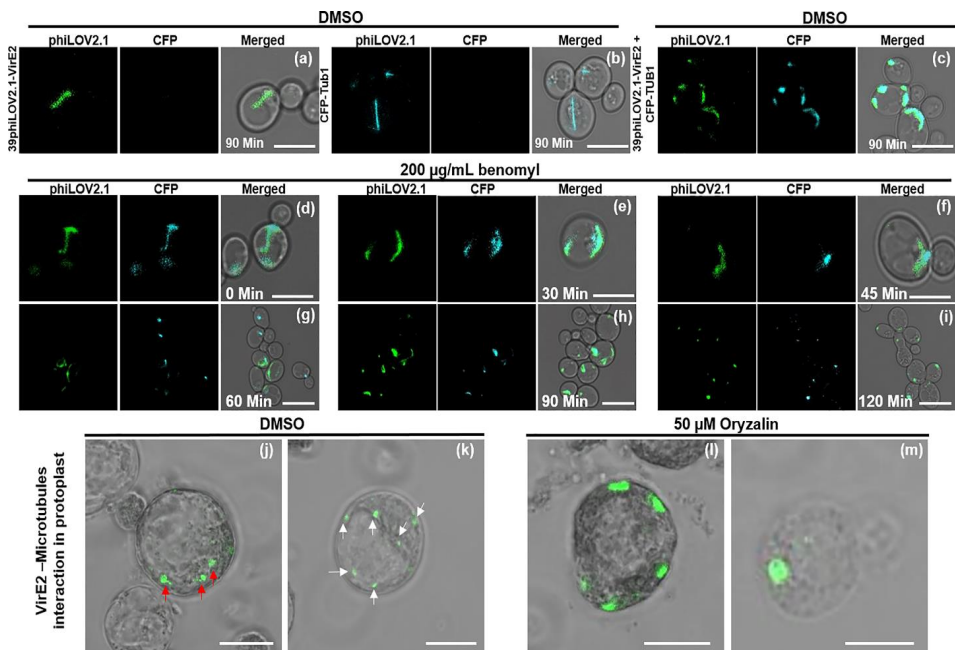 DMSO
DMSO
39phiLOV2.1-VirE2
phiLOV2.1 CFP Merged
(a)
90 Min
CFP-Tub1
phiLOV2.1 CFP Merged
(b)
90 Min
39phiLOV2.1-VirE2 +
CFP-TUB1
phiLOV2.1 CFP Merged
(c)
90 Min
200 µg/mL benomyl
phiLOV2.1 CFP Merged
phiLOV2.1 CFP Merged
phiLOV2.1 CFP Merged
(d)
0 Min
(e)
30 Min
(f)
45 Min
(g)
60 Min
(h)
90 Min
(i)
120 Min
DMSO
50 µM Oryzalin
VirE2 –Microtubules
interaction in protoplast
(j)
(k)
(l)
(m)